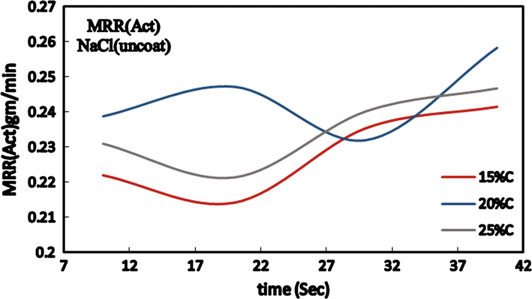 0.27
0.26
0.25
0.24
0.23
0.22
0.21
0.2
MRR(Act)gm/min
MRR(Act)
NaCl(uncoat)
15%C
20%C
25%C
7 12 17 22 27 32 37 42
time (Sec)